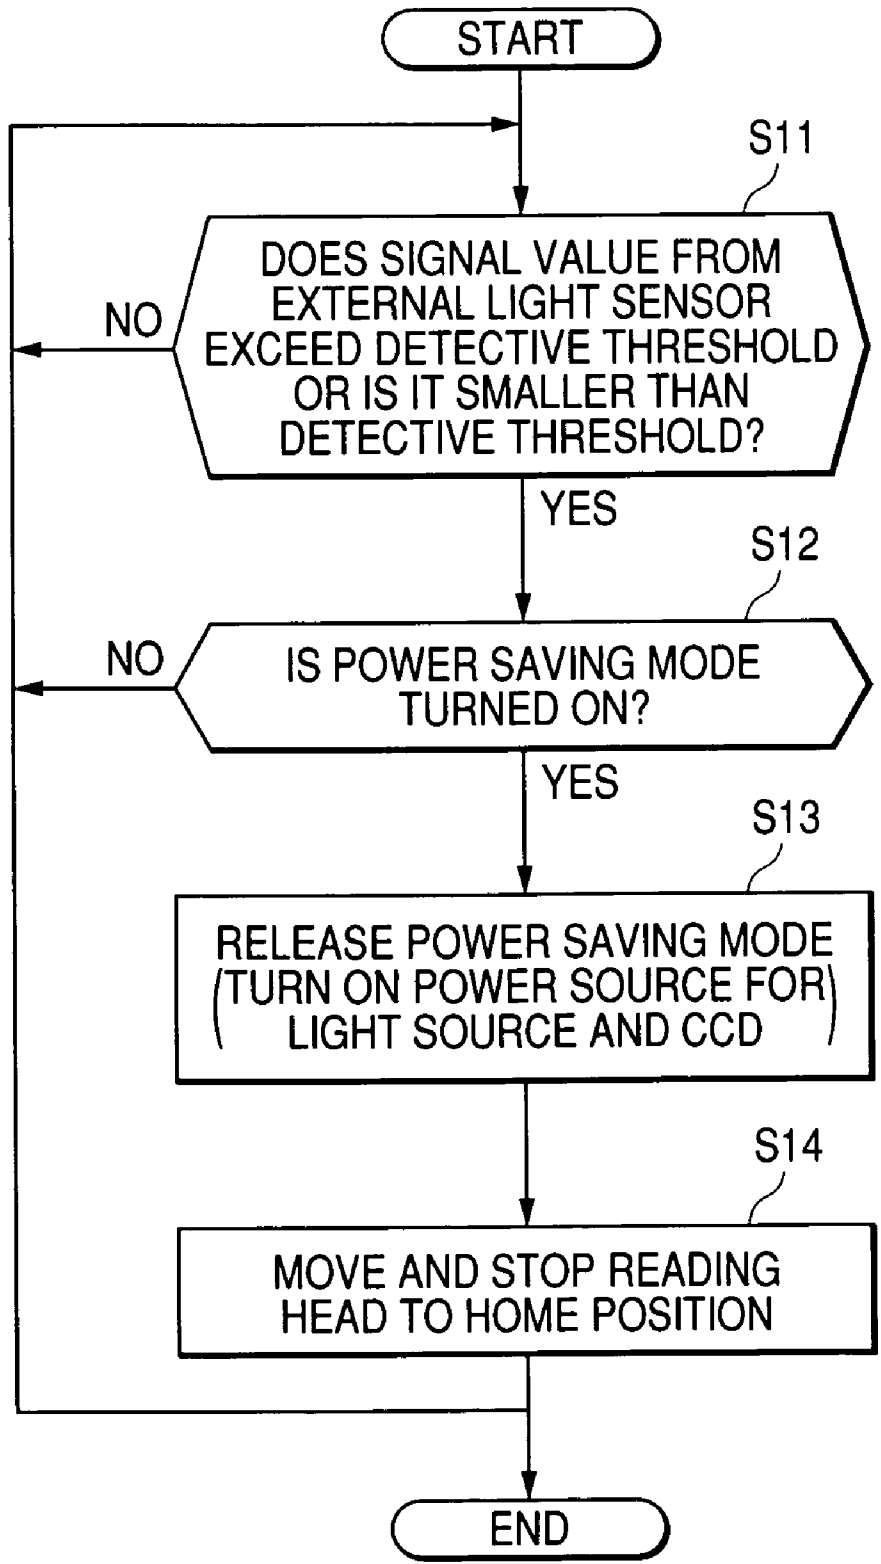 START
S11
DOES SIGNAL VALUE FROM
EXTERNAL LIGHT SENSOR
EXCEED DETECTIVE THRESHOLD
OR IS IT SMALLER THAN
DETECTIVE THRESHOLD?
NO
YES
S12
IS POWER SAVING MODE
TURNED ON?
NO
YES
S13
RELEASE POWER SAVING MODE
(TURN ON POWER SOURCE FOR
LIGHT SOURCE AND CCD)
S14
MOVE AND STOP READING
HEAD TO HOME POSITION
END